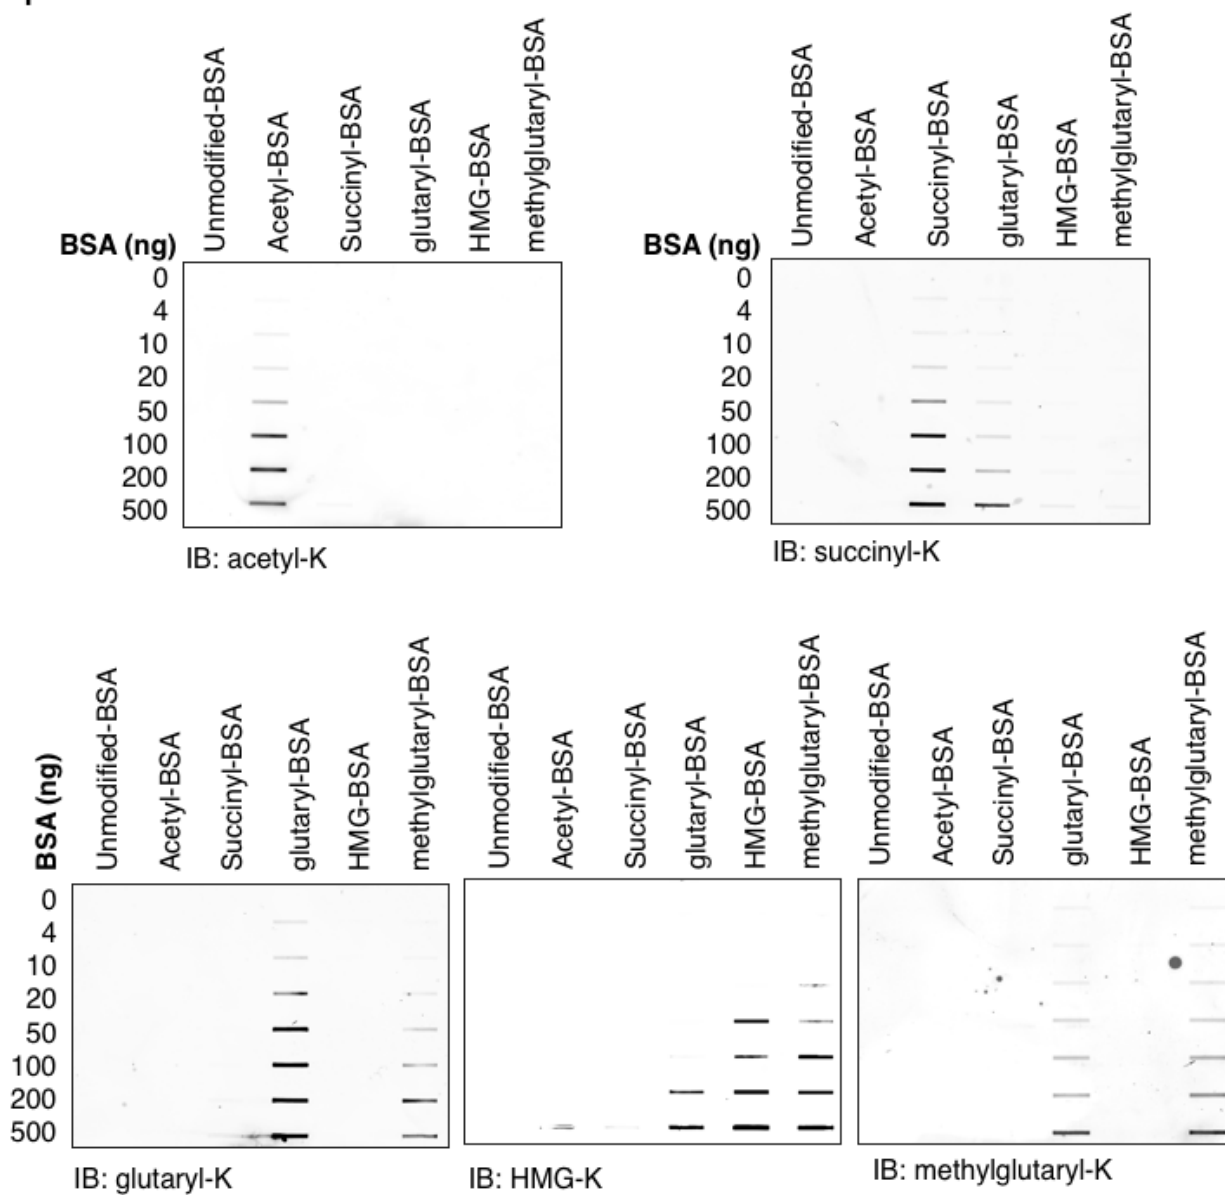 Unmodified-BSA
Acetyl-BSA
Succinyl-BSA
glutaryl-BSA
HMG-BSA
methylglutaryl-BSA
BSA (ng)
0
4
10
20
50
100
200
500
IB: acetyl-K
Unmodified-BSA
Acetyl-BSA
Succinyl-BSA
glutaryl-BSA
HMG-BSA
methylglutaryl-BSA
BSA (ng)
0
4
10
20
50
100
200
500
IB: succinyl-K
BSA (ng)
Unmodified-BSA
Acetyl-BSA
Succinyl-BSA
glutaryl-BSA
HMG-BSA
methylglutaryl-BSA
0
4
10
20
50
100
200
500
IB: glutaryl-K
Unmodified-BSA
Acetyl-BSA
Succinyl-BSA
glutaryl-BSA
HMG-BSA
methylglutaryl-BSA
IB: HMG-K
Unmodified-BSA
Acetyl-BSA
Succinyl-BSA
glutaryl-BSA
HMG-BSA
methylglutaryl-BSA
IB: methylglutaryl-K